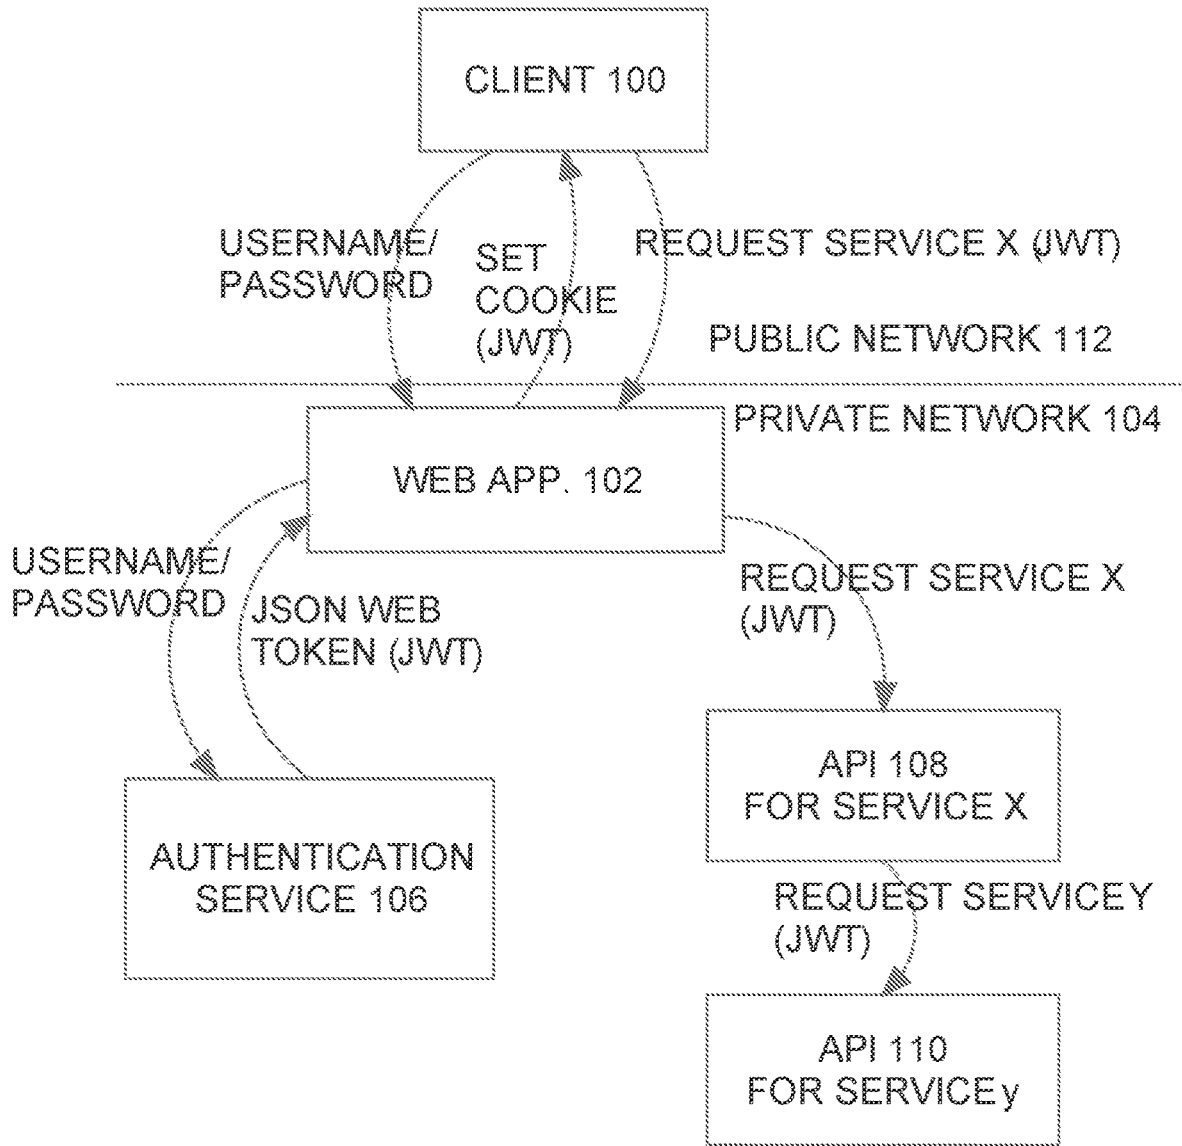 CLIENT 100
USERNAME/
PASSWORD
SET
COOKIE
(JWT)
REQUEST SERVICE X (JWT)
PUBLIC NETWORK 112
PRIVATE NETWORK 104
WEB APP. 102
USERNAME/
PASSWORD
JSON WEB
TOKEN (JWT)
REQUEST SERVICE X
(JWT)
API 108
FOR SERVICE X
AUTHENTICATION
SERVICE 106
REQUEST SERVICEY
(JWT)
API 110
FOR SERVICEy